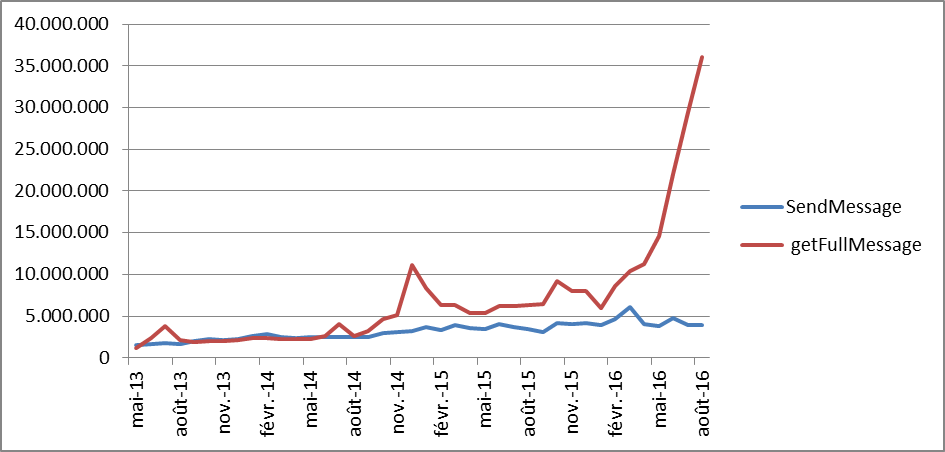 40.000.000
35.000.000
30.000.000
25.000.000
20.000.000
15.000.000
10.000.000
5.000.000
0
mai-13
août-13
nov.-13
févr.-14
mai-14
août-14
nov.-14
févr.-15
mai-15
août-15
nov.-15
févr.-16
mai-16
août-16
SendMessage
getFullMessage